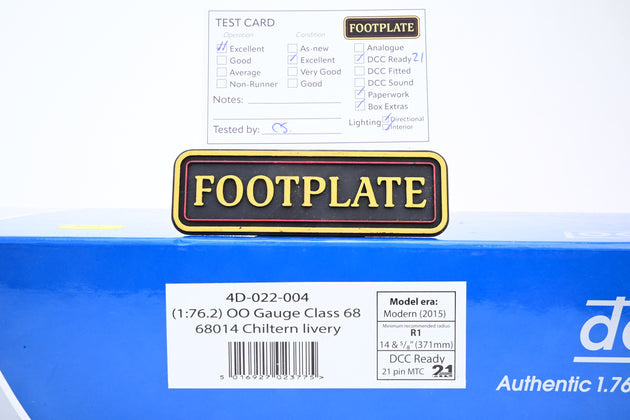 TEST CARD
FOOTPLATE
Operation
Condition
Excellent
Good
Average
Non-Runner
As-new
Excellent
Very Good
Good
Analogue
DCC Ready 21
DCC Fitted
DCC Sound
Paperwork
Box Extras
Notes:
Lighting
Directional
Interior
Tested by: CS.
FOOTPLATE
4D-022-004
(1:76.2) OO Gauge Class 68
68014 Chiltern livery
5 016927 023775 >
Model era:
Modern (2015)
Minimum recommended radius
R1
14 & 5/8" (371mm)
DCC Ready
21 pin MTC 21
Authentic 1.76